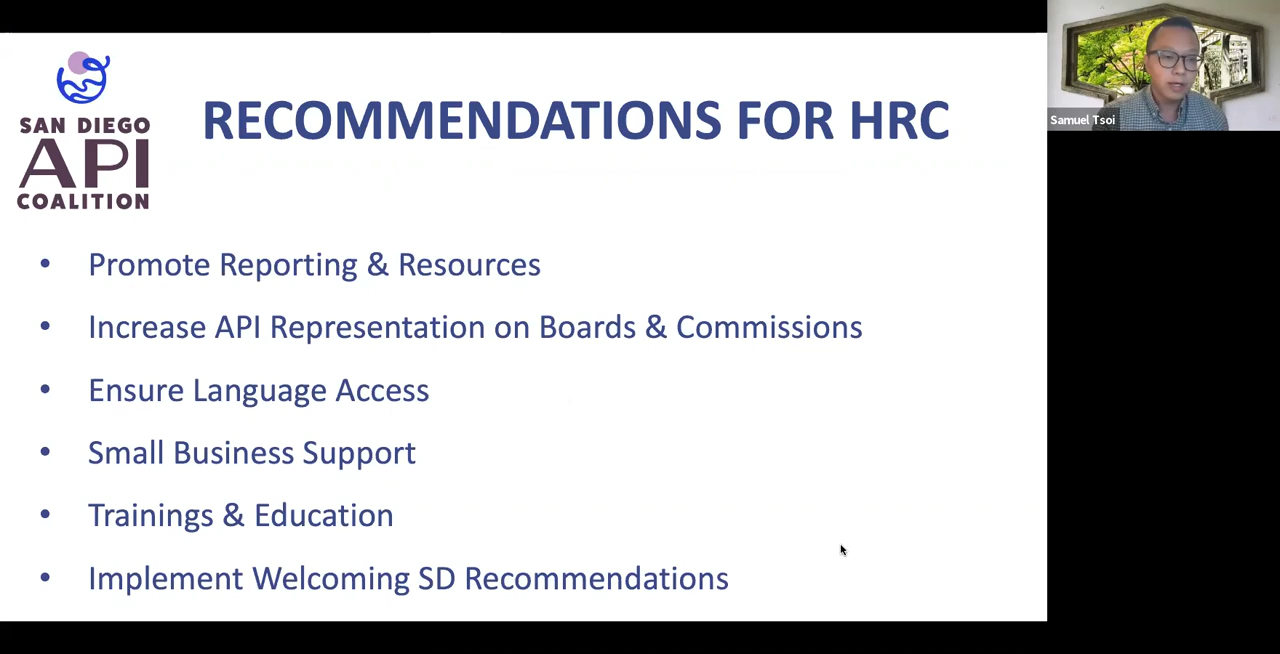 SAN DIEGO
API
COALITION
RECOMMENDATIONS FOR HRC
• Promote Reporting & Resources
• Increase API Representation on Boards & Commissions
• Ensure Language Access
• Small Business Support
• Trainings & Education
• Implement Welcoming SD Recommendations
Samuel Tsoi